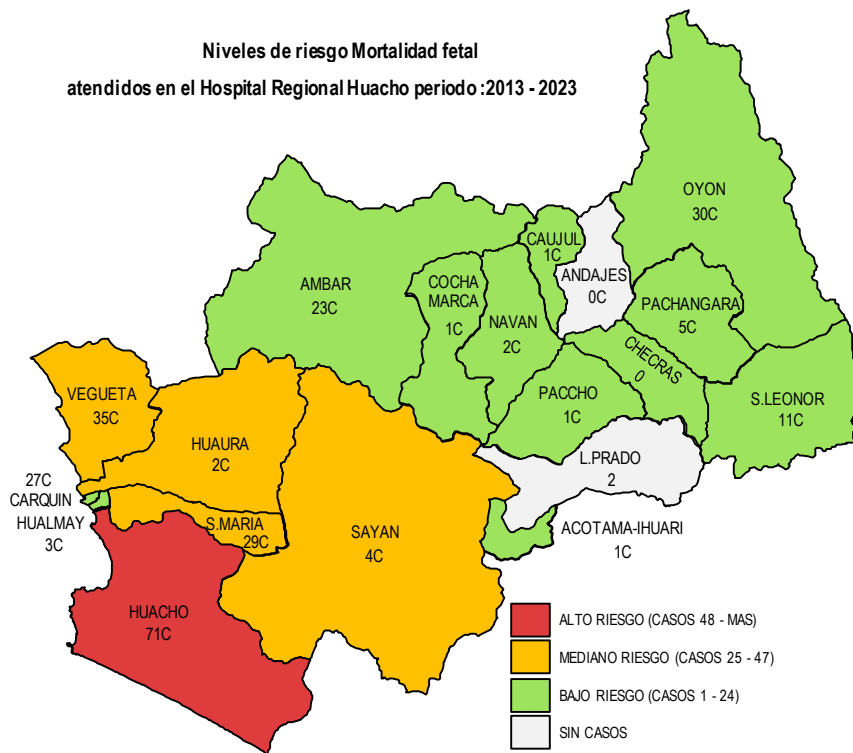 Niveles de riesgo Mortalidad fetal
atendidos en el Hospital Regional Huacho periodo :2013 - 2023
OYON
30C
CAUJUL
1C
ANDAJES
0C
AMBAR
23C
COCHA
MARCA
1C
NAVAN
2C
PACHANGARA
5C
CHECRAS
0
VEGUETA
35C
PACCHO
1C
S.LEONOR
11C
HUAURA
2C
L.PRADO
2
27C
CARQUIN
HUALMAY
3C
S.MARIA
29C
SAYAN
4C
ACOTAMA-IHUARI
1C
HUACHO
71C
ALTO RIESGO (CASOS 48 - MAS)
MEDIANO RIESGO (CASOS 25 - 47)
BAJO RIESGO (CASOS 1 - 24)
SIN CASOS